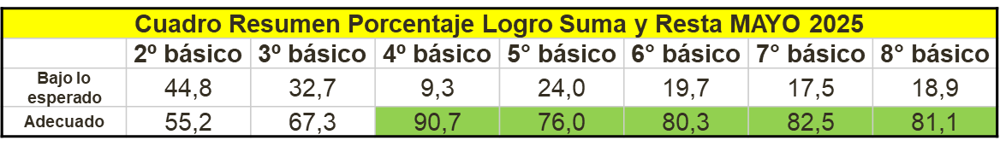 Cuadro Resumen Porcentaje Logro Suma y Resta MAYO 2025
2º básico 3º básico 4º básico 5° básico 6° básico 7° básico 8° básico
Bajo lo
esperado 44,8 32,7 9,3 24,0 19,7 17,5 18,9
Adecuado 55,2 67,3 90,7 76,0 80,3 82,5 81,1